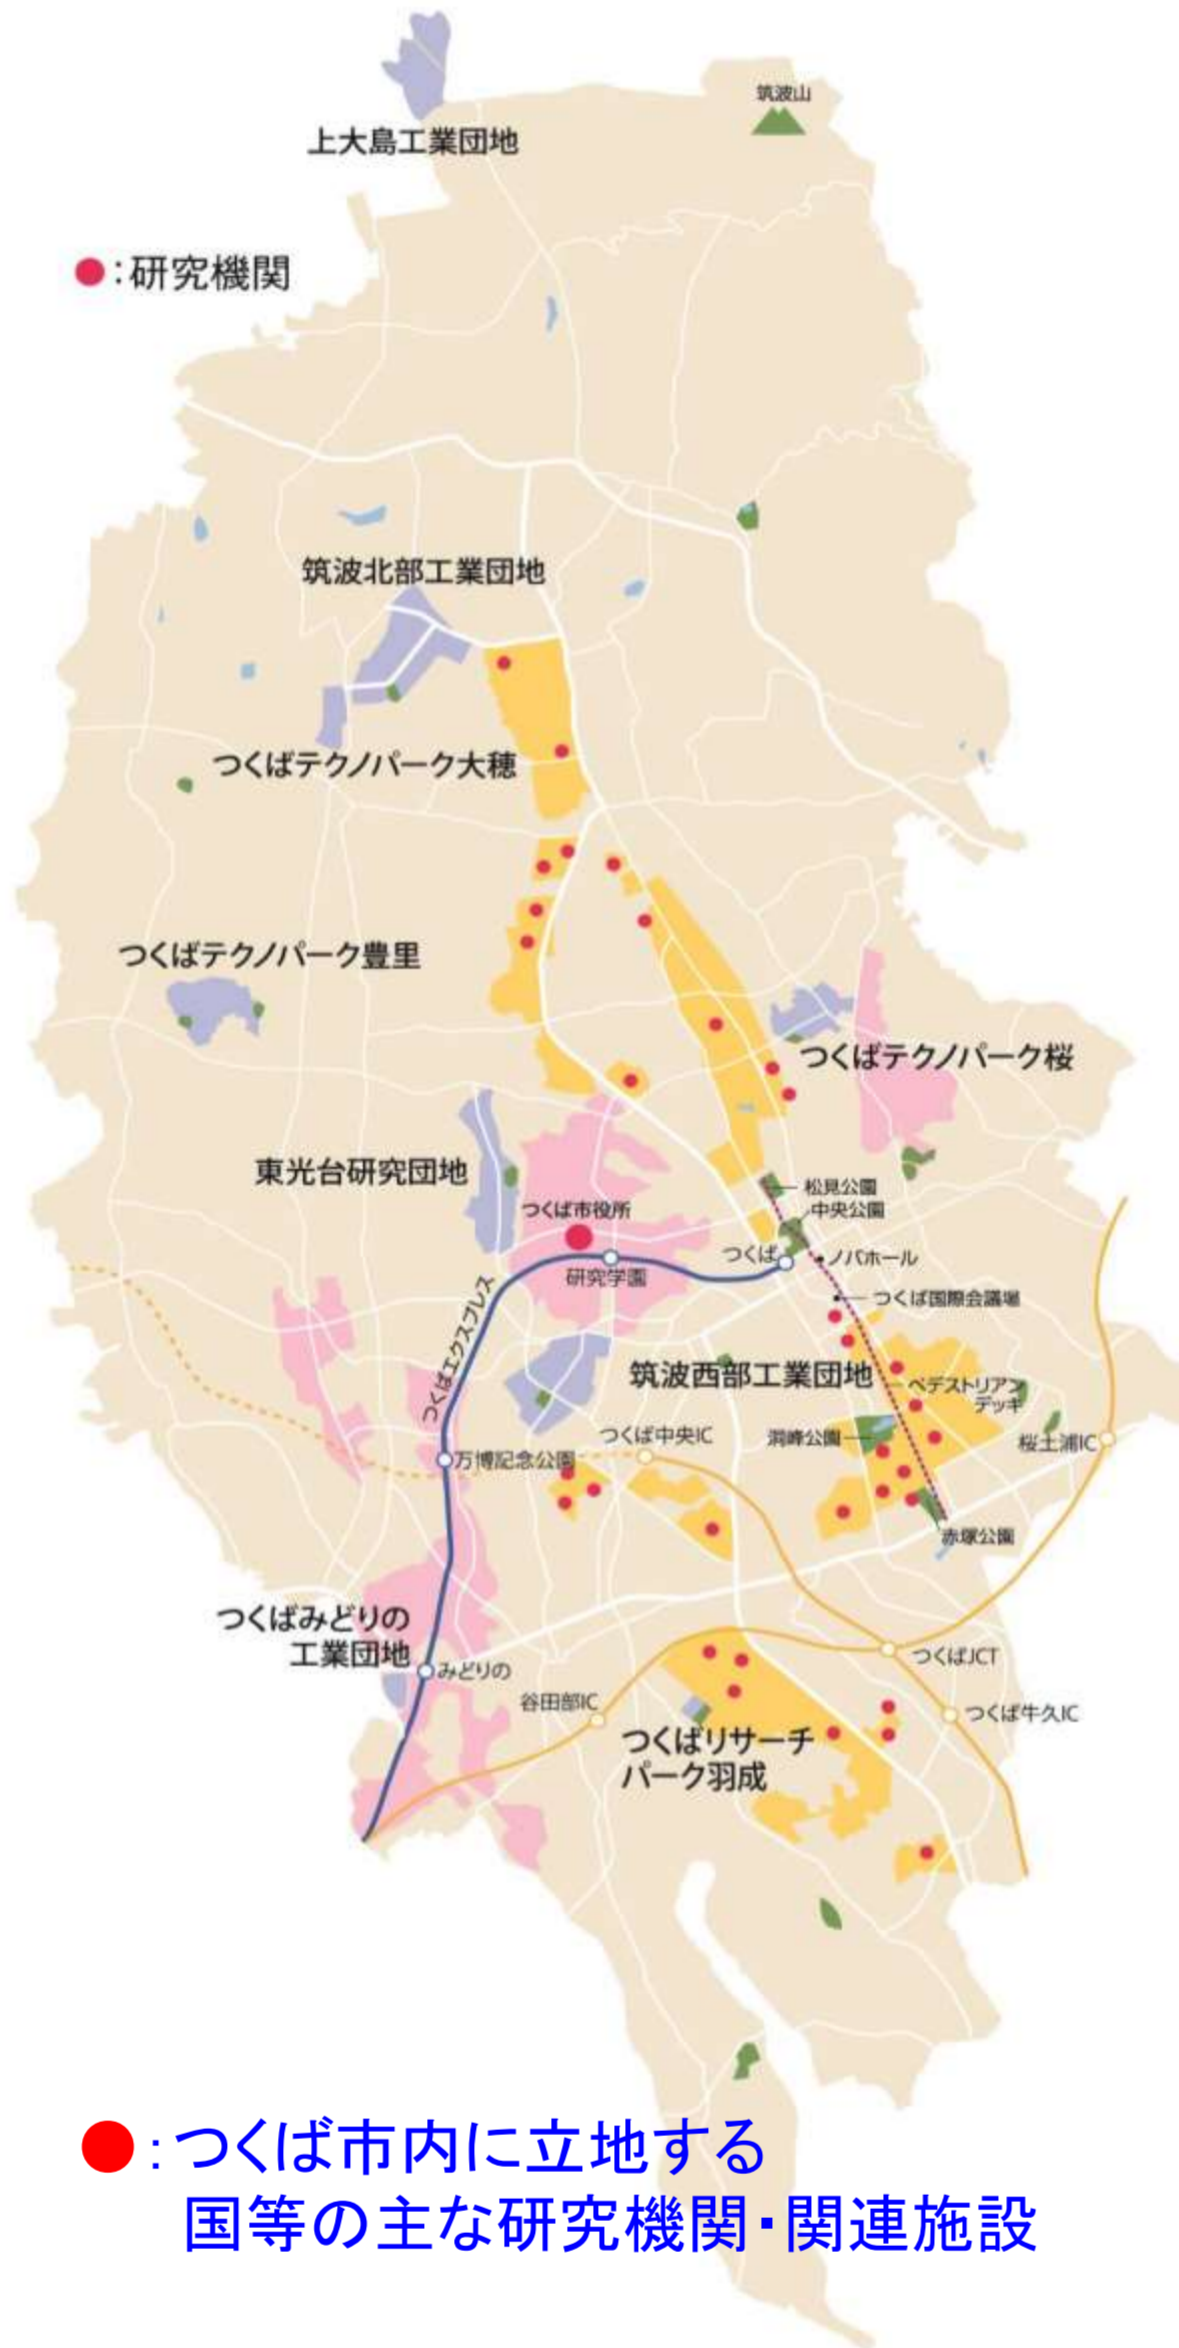 筑波山
上大島工業団地
●:研究機関
筑波北部工業団地
つくばテクノパーク大穂
つくばテクノパーク豊里
つくばテクノパーク桜
東光台研究団地
松見公園
中央公園
つくば市役所
つくば
ノバホール
研究学園
つくば国際会議場
つくばエクスプレス
筑波西部工業団地
ペデストリアン
デッキ
つくば中央IC
洞峰公園
桜土浦IC
万博記念公園
赤塚公園
つくばみどりの
工業団地
みどりの
つくばJCT
谷田部IC
つくば牛久IC
つくばリサーチ
パーク羽成
●:つくば市内に立地する
国等の主な研究機関・関連施設